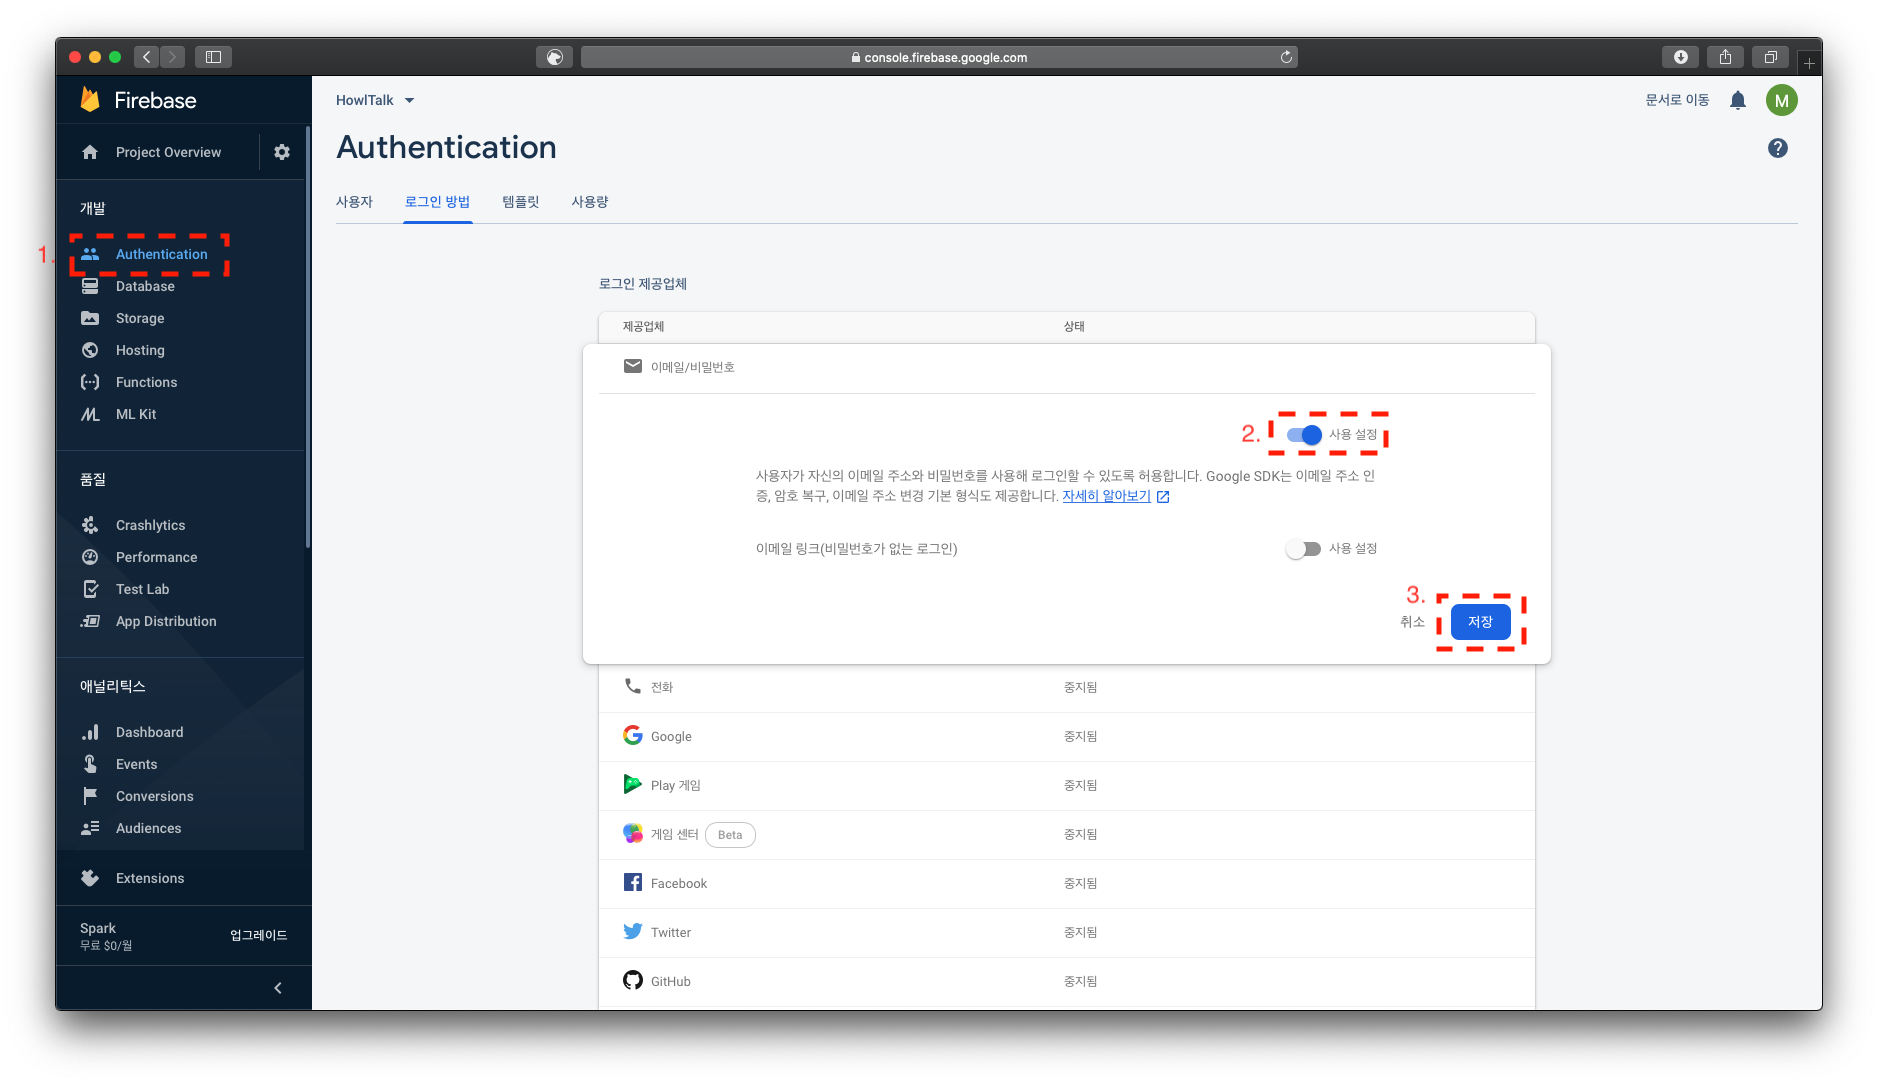 console.firebase.google.com
Firebase
HowlTalk
문서로 이동
M
Project Overview
Authentication
?
사용자
로그인 방법
템플릿
사용량
개발
1.
Authentication
Database
Storage
Hosting
Functions
ML Kit
품질
Crashlytics
Performance
Test Lab
App Distribution
애널리틱스
Dashboard
Events
Conversions
Audiences
Extensions
Spark
무료 $0/월
업그레이드
로그인 제공업체
제공업체
상태
이메일/비밀번호
2.
사용 설정
사용자가 자신의 이메일 주소와 비밀번호를 사용해 로그인할 수 있도록 허용합니다. Google SDK는 이메일 주소 인
증, 암호 복구, 이메일 주소 변경 기본 형식도 제공합니다. 자세히 알아보기
이메일 링크(비밀번호가 없는 로그인)
사용 설정
3.
취소
저장
전화
중지됨
Google
중지됨
Play 게임
중지됨
게임 센터
Beta
중지됨
Facebook
중지됨
Twitter
중지됨
GitHub
중지됨